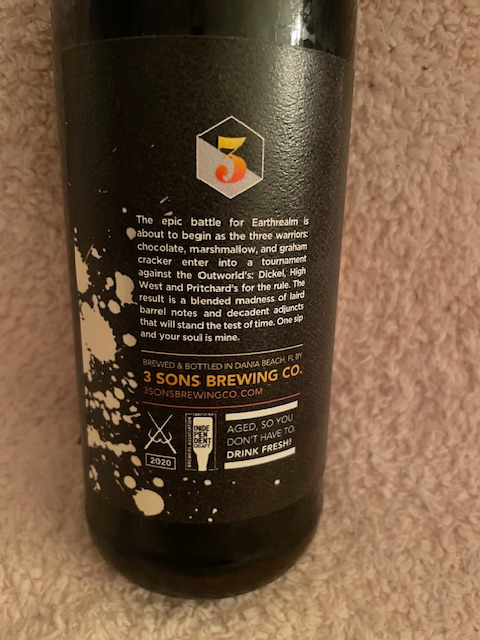 3
The epic battle for Earthrealm is
about to begin as the three warriors:
chocolate, marshmallow, and graham
cracker enter into a tournament
against the Outworld's; Dickel, High
West and Pritchard's for the rule. The
result is a blended madness of laird
barrel notes and decadent adjuncts
that will stand the test of time. One sip
and your soul is mine.
BREWED & BOTTLED IN DANIA BEACH, FL BY
3 SONS BREWING CO.
3SONSBREWINGCO.COM
2020
BREWERS ASSOCIATION
INDE
PEN
DENT
CRAFT
AGED, SO YOU
DON'T HAVE TO.
DRINK FRESH!